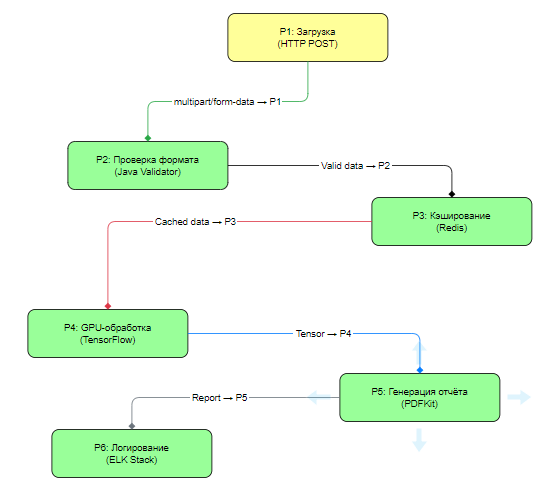 P1: Загрузка
(HTTP POST)
multipart/form-data → P1
P2: Проверка формата
(Java Validator)
Valid data → P2
P3: Кэширование
(Redis)
Cached data → P3
P4: GPU-обработка
(TensorFlow)
Tensor → P4
P5: Генерация отчёта
(PDFKit)
Report → P5
P6: Логирование
(ELK Stack)